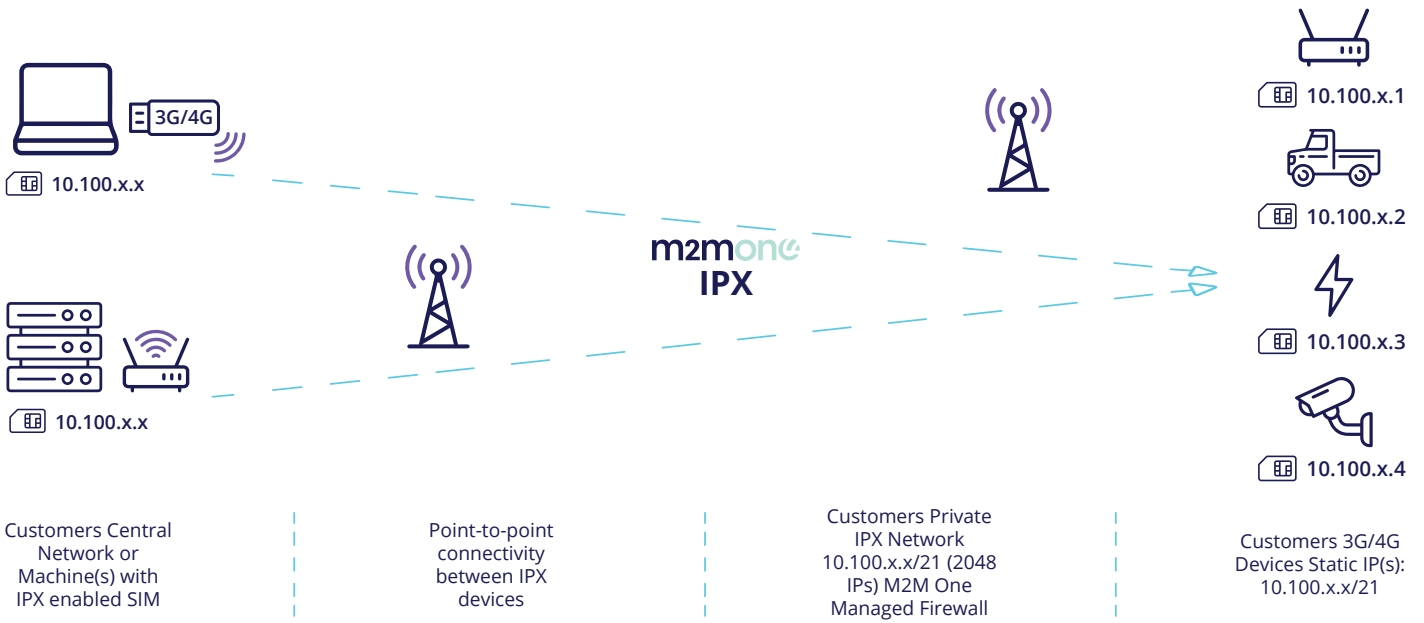 3G/4G
10.100.x.x
10.100.x.x
m2mone
IPX
10.100.x.1
10.100.x.2
10.100.x.3
10.100.x.4
Customers Central
Network or
Machine(s) with
IPX enabled SIM
Point-to-point
connectivity
between IPX
devices
Customers Private
IPX Network
10.100.x.x/21 (2048
IPs) M2M One
Managed Firewall
Customers 3G/4G
Devices Static IP(s):
10.100.x.x/21